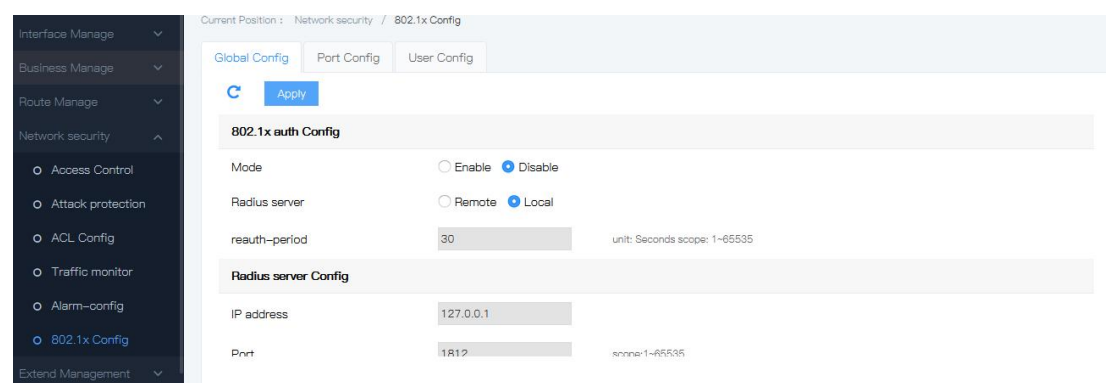 Current Position : Network security / 802.1x Config
Interface Manage
Business Manage
Route Manage
Network security
Access Control
Attack protection
ACL Config
Traffic monitor
Alarm-config
802.1x Config
Extend Management
Global Config Port Config User Config
Apply
802.1x auth Config
Mode Enable Disable
Radius server Remote Local
reauth-period 30 unit: Seconds scope: 1~65535
Radius server Config
IP address 127.0.0.1
Port 1812 scope:1~65535